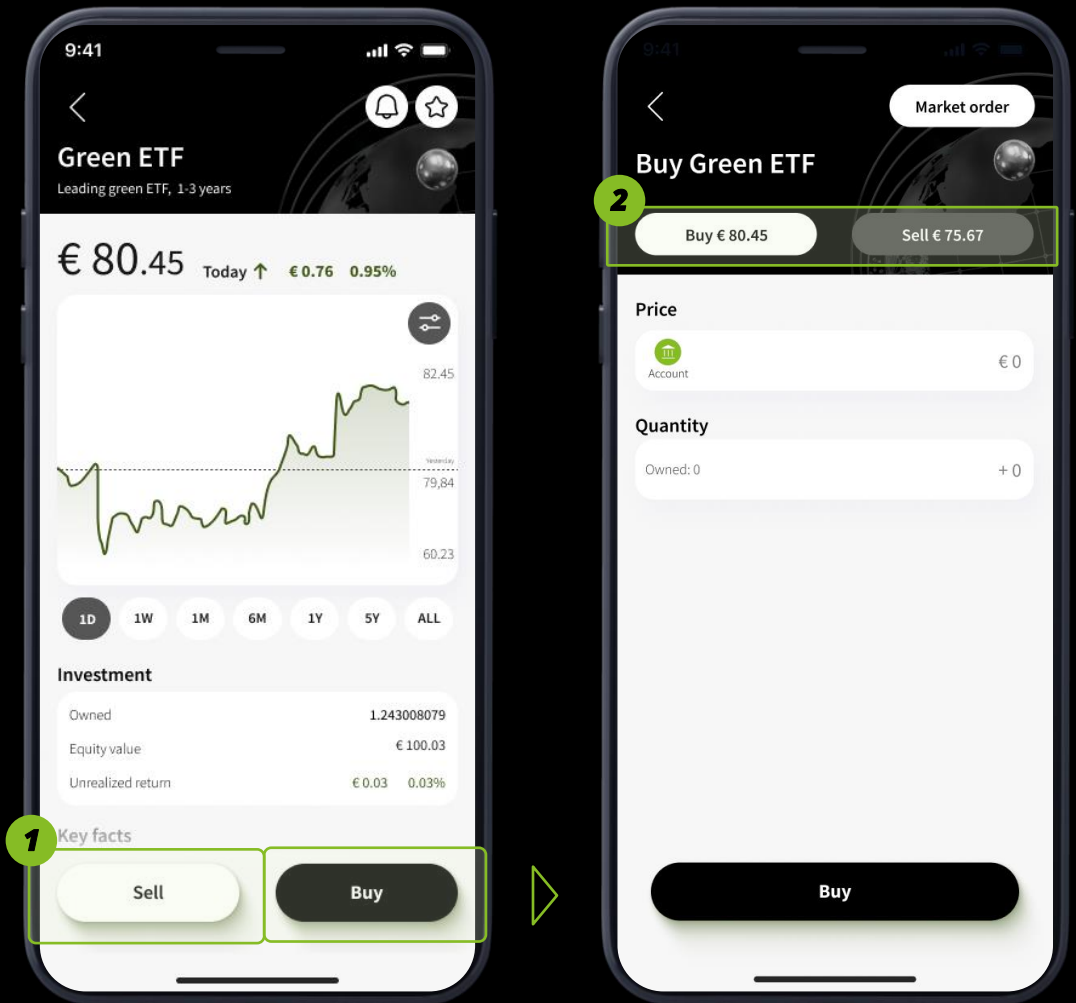 9:41
Green ETF
Leading green ETF, 1-3 years
€ 80.45 Today ↑ € 0.76 0.95%
82.45
Yesterday
79,84
60.23
1D 1W 1M 6M 1Y 5Y ALL
Investment
Owned 1.243008079
Equity value € 100.03
Unrealized return € 0.03 0.03%
Key facts
1
Sell Buy
9:41
Market order
Buy Green ETF
2
Buy € 80.45 Sell € 75.67
Price
Account € 0
Quantity
Owned: 0 + 0
Buy